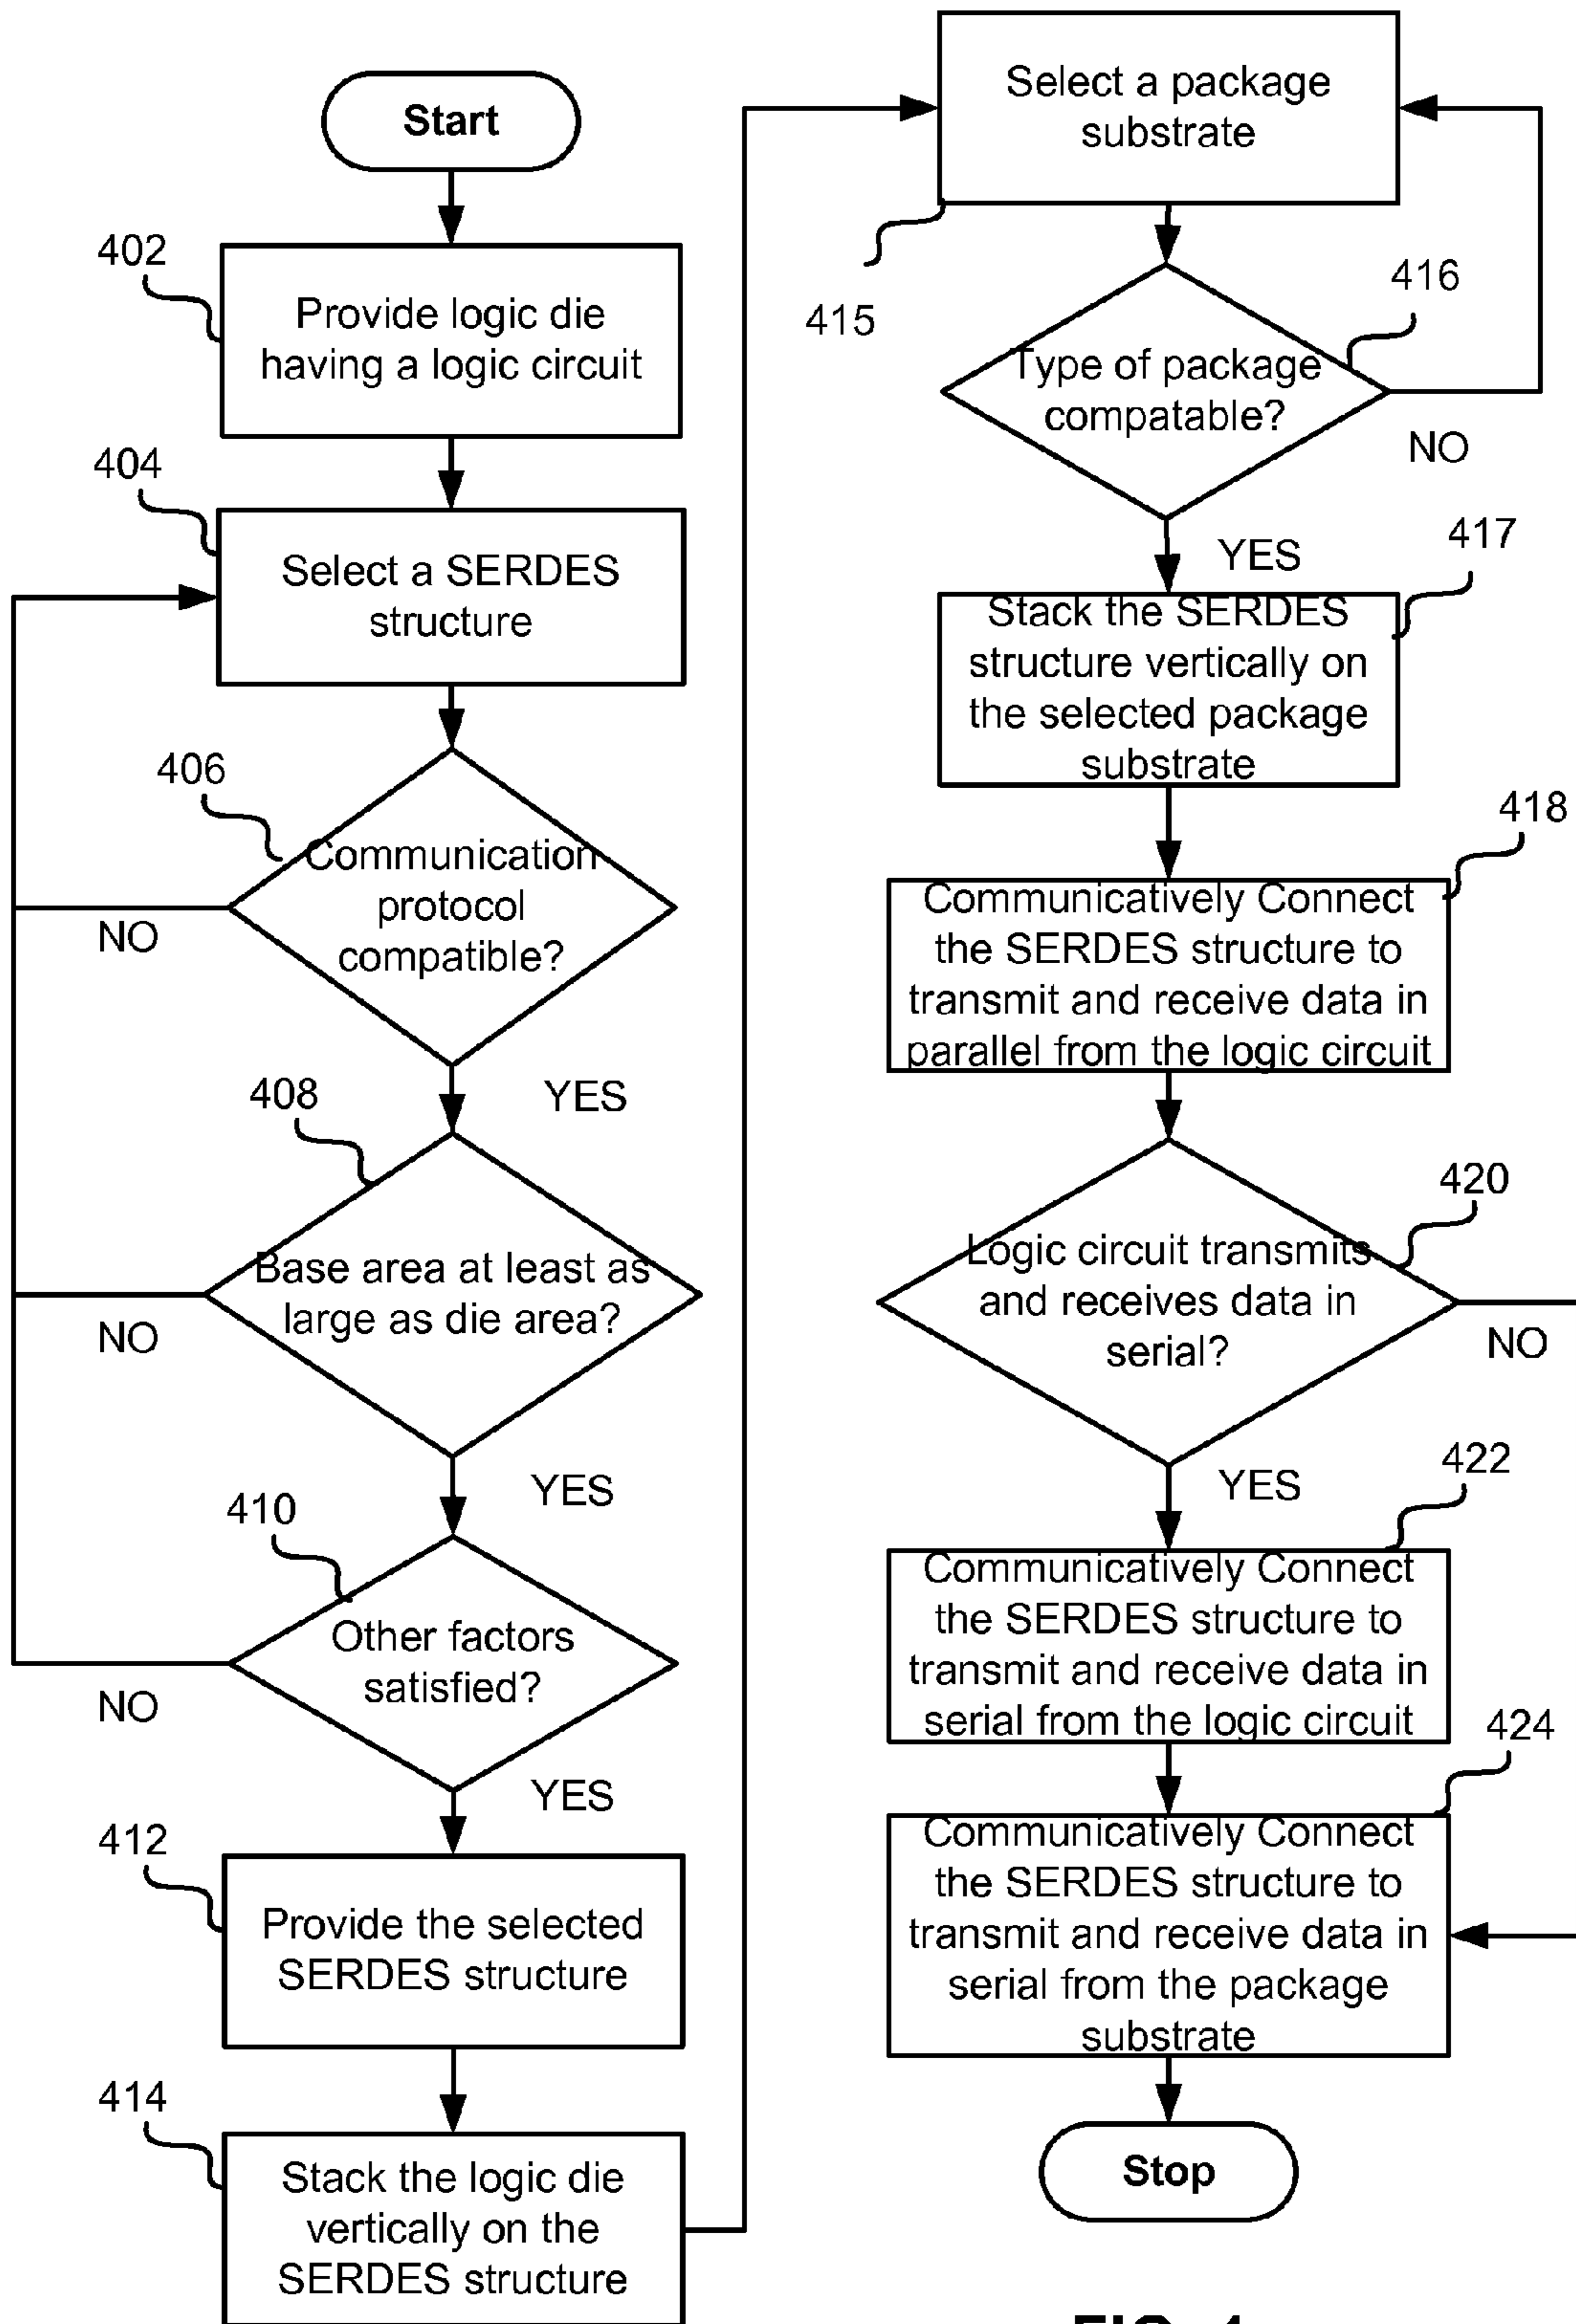 Start
402
Provide logic die
having a logic circuit
404
Select a SERDES
structure
406
Communication
protocol
compatible?
NO
YES
408
Base area at least as
large as die area?
NO
YES
410
Other factors
satisfied?
NO
YES
412
Provide the selected
SERDES structure
414
Stack the logic die
vertically on the
SERDES structure
Select a package
substrate
415
416
Type of package
compatable?
NO
YES
417
Stack the SERDES
structure vertically on
the selected package
substrate
418
Communicatively Connect
the SERDES structure to
transmit and receive data in
parallel from the logic circuit
420
Logic circuit transmits
and receives data in
serial?
NO
YES
422
Communicatively Connect
the SERDES structure to
transmit and receive data in
serial from the logic circuit
424
Communicatively Connect
the SERDES structure to
transmit and receive data in
serial from the package
substrate
Stop